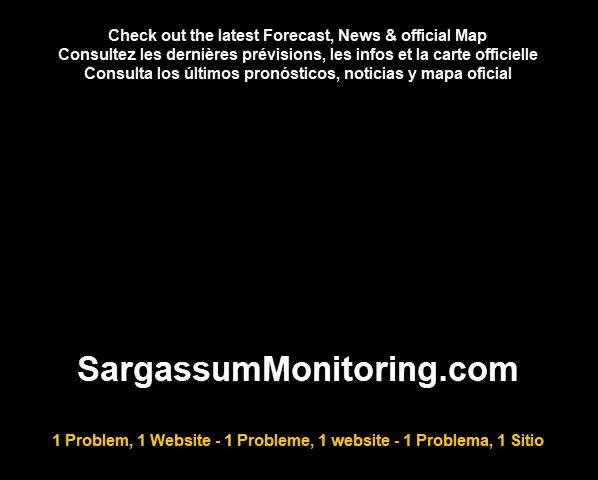 Check out the latest Forecast, News & official Map
Consultez les dernières prévisions, les infos et la carte officielle
Consulta los últimos pronósticos, noticias y mapa oficial
SargassumMonitoring.com
1 Problem, 1 Website - 1 Probleme, 1 website - 1 Problema, 1 Sitio